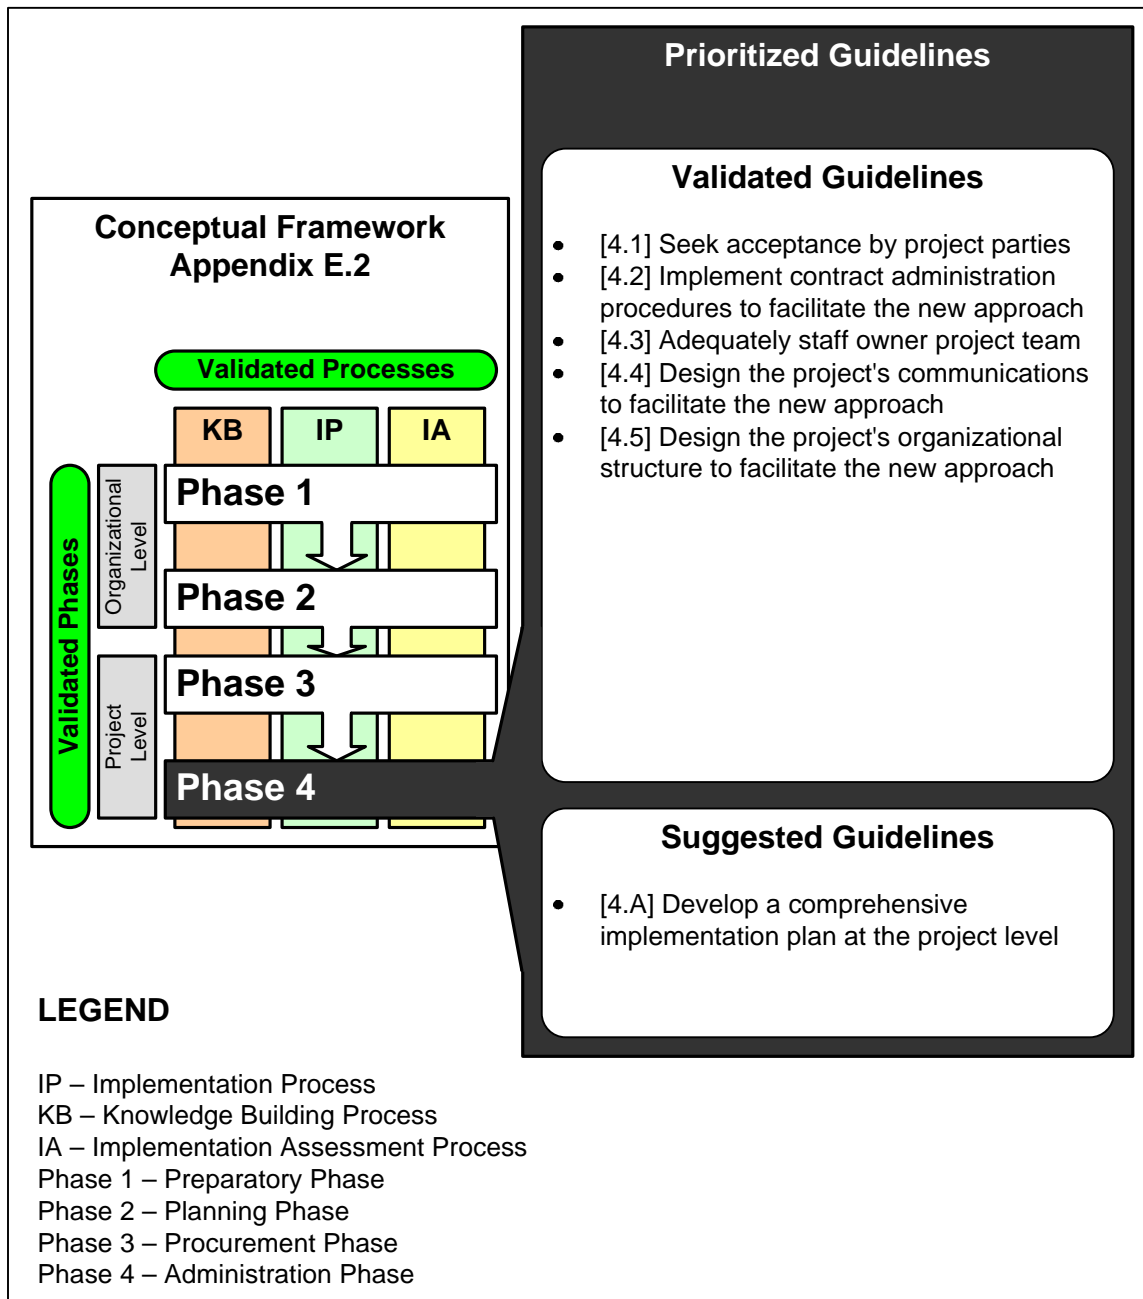 Prioritized Guidelines
Validated Guidelines
• [4.1] Seek acceptance by project parties
• [4.2] Implement contract administration
procedures to facilitate the new approach
• [4.3] Adequately staff owner project team
• [4.4] Design the project's communications
to facilitate the new approach
• [4.5] Design the project's organizational
structure to facilitate the new approach
Suggested Guidelines
• [4.A] Develop a comprehensive
implementation plan at the project level
Conceptual Framework
Appendix E.2
Validated Processes
KB IP IA
Validated Phases
Organizational
Level
Project
Level
Phase 1
Phase 2
Phase 3
Phase 4
LEGEND
IP – Implementation Process
KB – Knowledge Building Process
IA – Implementation Assessment Process
Phase 1 – Preparatory Phase
Phase 2 – Planning Phase
Phase 3 – Procurement Phase
Phase 4 – Administration Phase